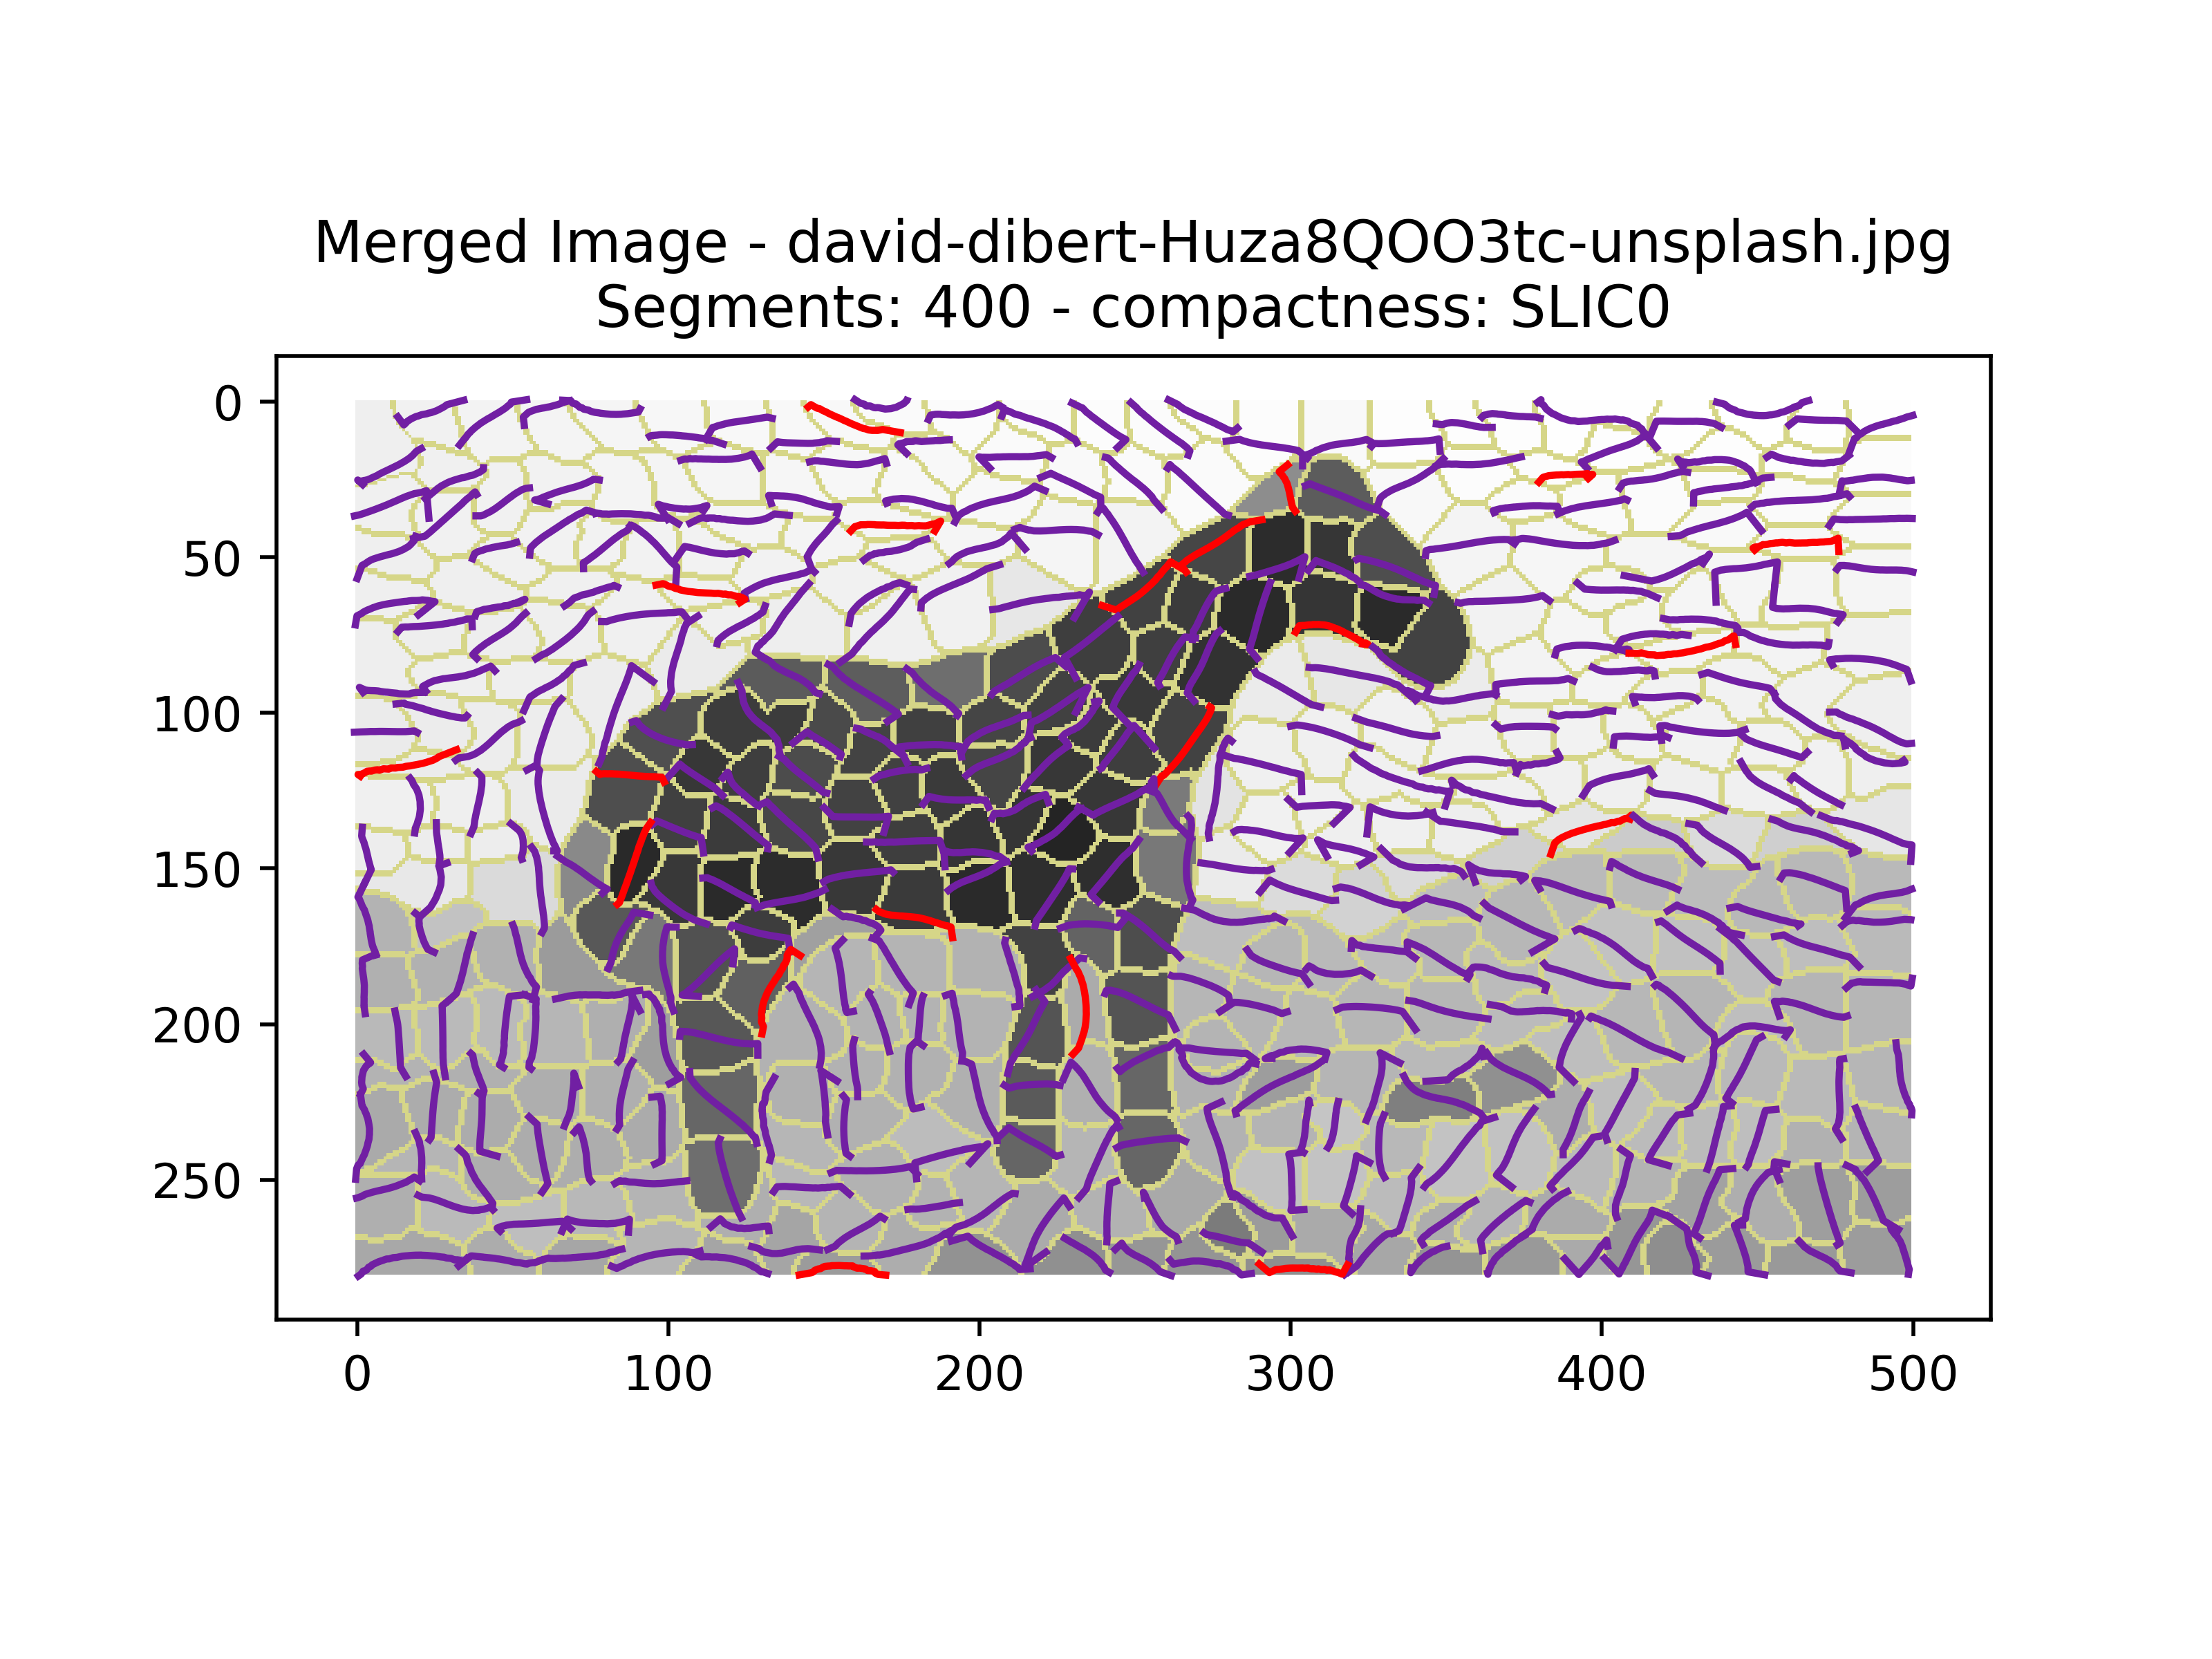 Merged Image - david-dibert-Huza8QOO3tc-unsplash.jpg
Segments: 400 - compactness: SLIC0
0
50
100
150
200
250
0 100 200 300 400 500